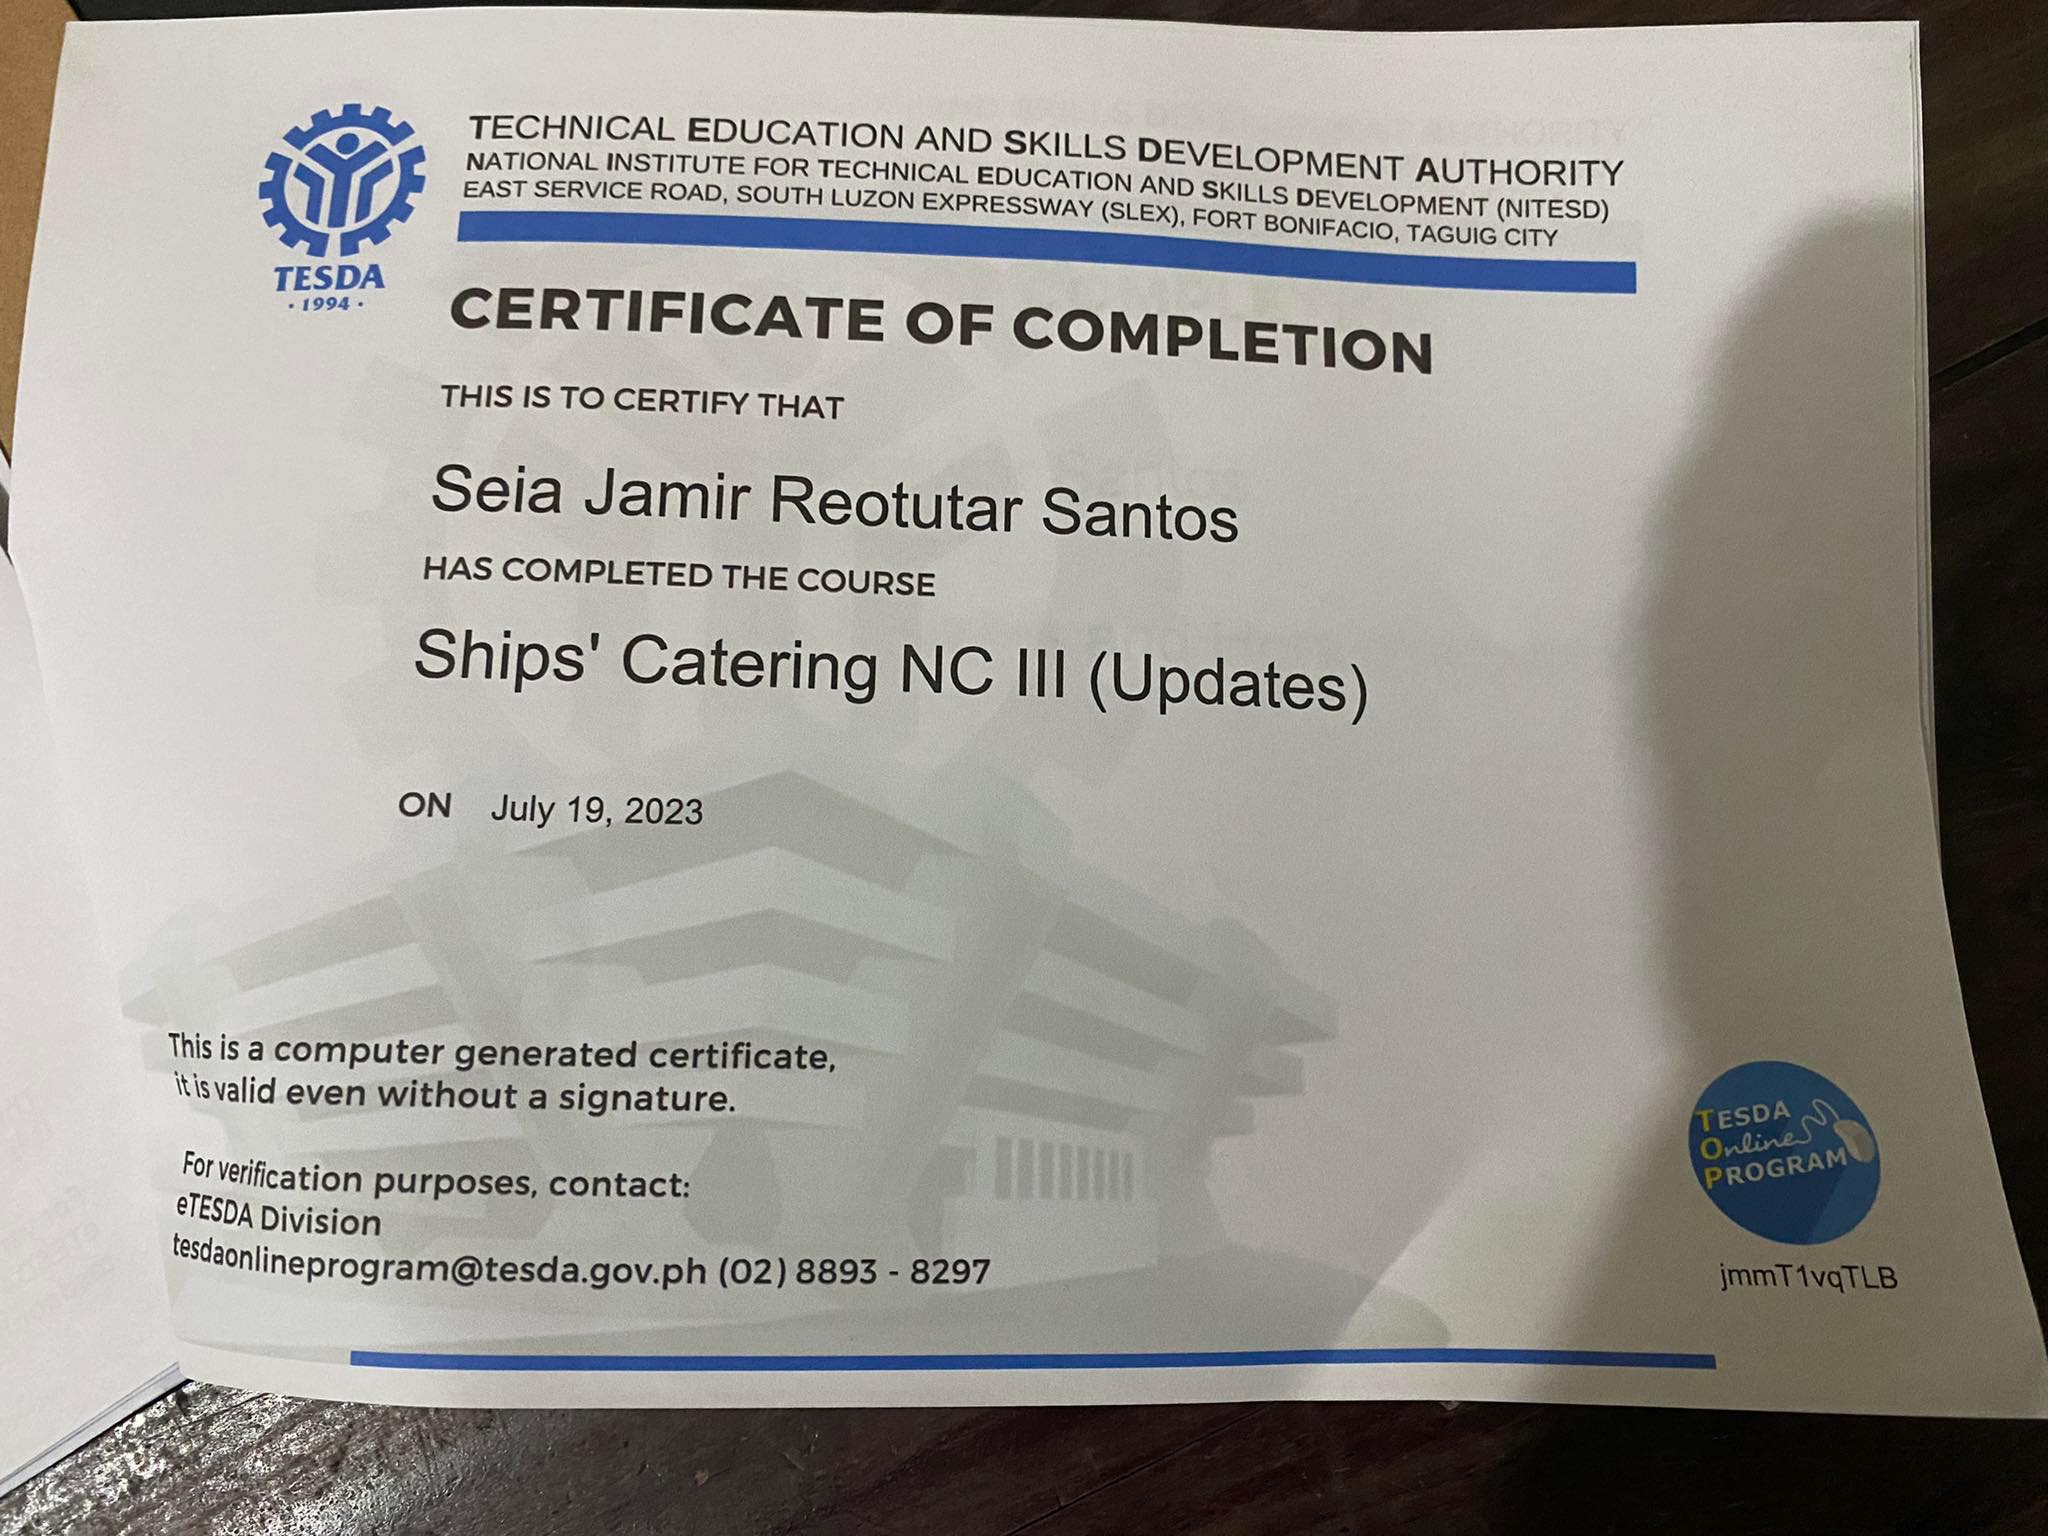 TECHNICAL EDUCATION AND SKILLS DEVELOPMENT AUTHORITY
NATIONAL INSTITUTE FOR TECHNICAL EDUCATION AND SKILLS DEVELOPMENT (NITESD)
EAST SERVICE ROAD, SOUTH LUZON EXPRESSWAY (SLEX), FORT BONIFACIO, TAGUIG CITY
TESDA
· 1994 ·
CERTIFICATE OF COMPLETION
THIS IS TO CERTIFY THAT
Seia Jamir Reotutar Santos
HAS COMPLETED THE COURSE
Ships' Catering NC III (Updates)
ON July 19, 2023
This is a computer generated certificate,
it is valid even without a signature.
For verification purposes, contact:
eTESDA Division
tesdaonlineprogram@tesda.gov.ph (02) 8893 - 8297
TESDA
Online
PROGRAM
jmmT1vqTLB